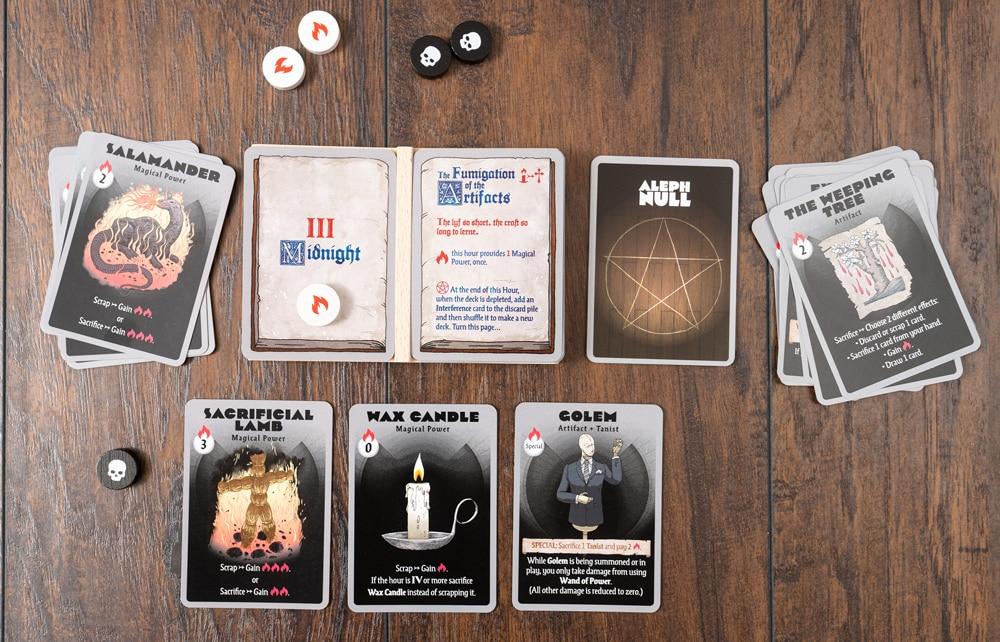 SALAMANDER
Magical Power
2
Scrap ↣ Gain
or
Sacrifice ↣ Gain
III
Midnight
The Fumigation
of the
Artifacts
The lyf so short, the craft so
long to lerne.
this hour provides 1 Magical
Power, once.
At the end of this Hour,
when the deck is depleted, add an
Interference card to the discard pile
and then shuffle it to make a new
deck. Turn this page...
ALEPH
NULL
THE WEEPING
TREE
Artifact
2
Sacrifice ↣ Choose 2 different effects:
• Discard or scrap 1 card.
• Sacrifice 1 card from your hand.
• Gain
• Draw 1 card.
If
SACRIFICIAL
LAMB
Magical Power
3
Scrap ↣ Gain
or
Sacrifice ↣ Gain
WAX CANDLE
Magical Power
0
Scrap ↣ Gain
If the hour is IV or more sacrifice
Wax Candle instead of scrapping it.
GOLEM
Artifact + Tanist
Special
SPECIAL: Sacrifice 1 Tanist and pay 2
While Golem is being summoned or in
play, you only take damage from using
Wand of Power.
(All other damage is reduced to zero.)